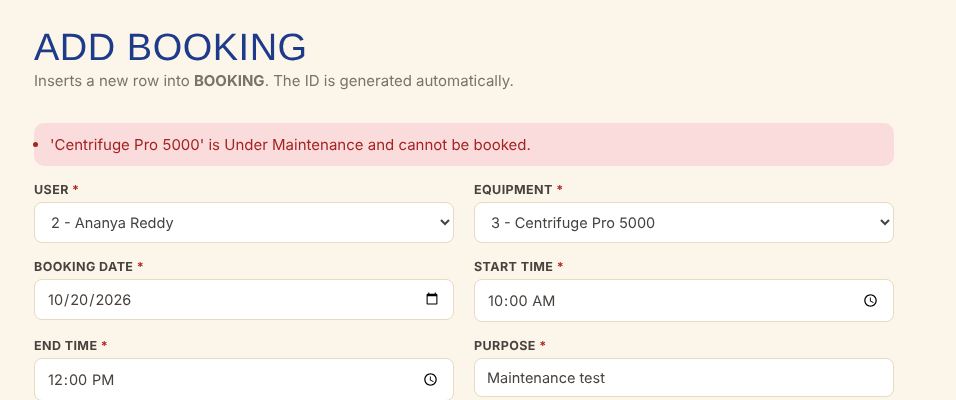 ADD BOOKING
Inserts a new row into BOOKING. The ID is generated automatically.
• 'Centrifuge Pro 5000' is Under Maintenance and cannot be booked.
USER * EQUIPMENT *
2 - Ananya Reddy 3 - Centrifuge Pro 5000
BOOKING DATE * START TIME *
10/20/2026 10:00 AM
END TIME * PURPOSE *
12:00 PM Maintenance test